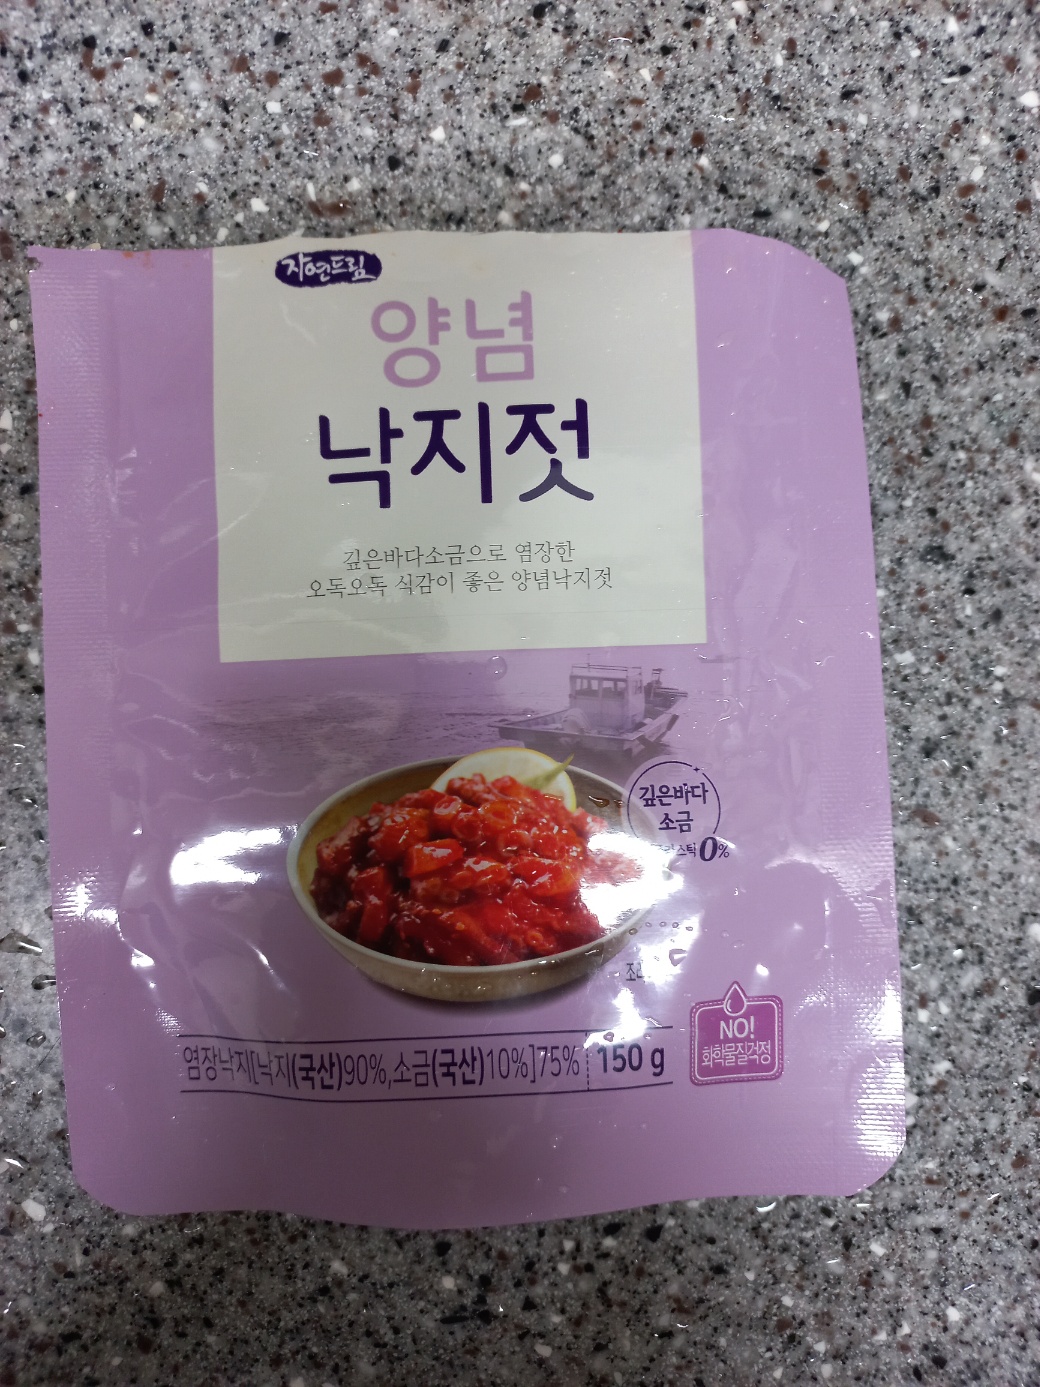 자연드림
양념
낙지젓
깊은바다소금으로 염장한
오독오독 식감이 좋은 양념낙지젓
깊은바다
소금
0%
NO!
화학물질걱정
염장낙지[낙지(국산)90%,소금(국산)10%]75% 150 g